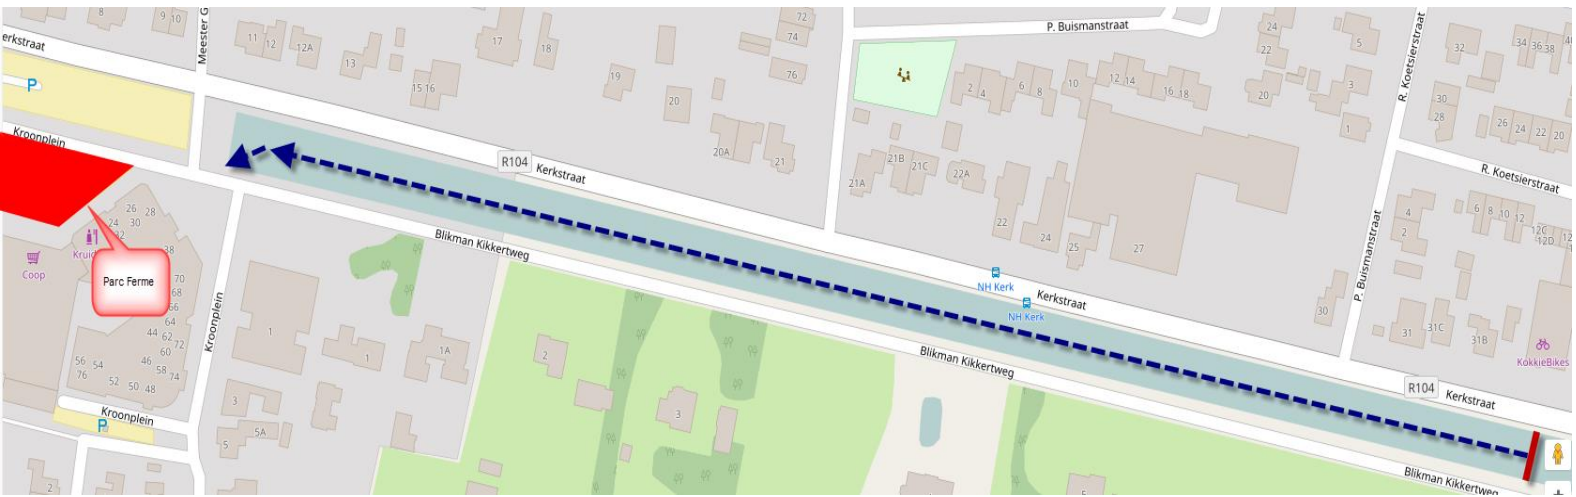 8
9 10
Meester G
erkstraat
P
Kroonplein
11 12
12A
13
15 16
17
18
19
20
72
74
76
20A
21
P. Buismanstraat
24
22
20
5
3
1
2 4
6 8
10
12 14
16 18
R. Koetsierstraat
32
34 36 38
30
28
26 24 22 20
R. Koetsierstraat
R104
Kerkstraat
21A
21B
21C
22A
22
24
25
27
30
P. Buismanstraat
4
2
6 8 10 12
12C
12D
12
31
31C
31B
KokkieBikes
NH Kerk
NH Kerk
Kerkstraat
R104
Kerkstraat
Blikman Kikkertweg
Blikman Kikkertweg
Blikman Kikkertweg
26 28
24 30
32
38
Kruid
Coop
Parc Ferme
70
68
66
64
44 62 72
60
46 58 74
56 54
76
52 50 48
Kroonplein
Kroonplein
P
1
1
1A
3
5A
5
2
2
3
5